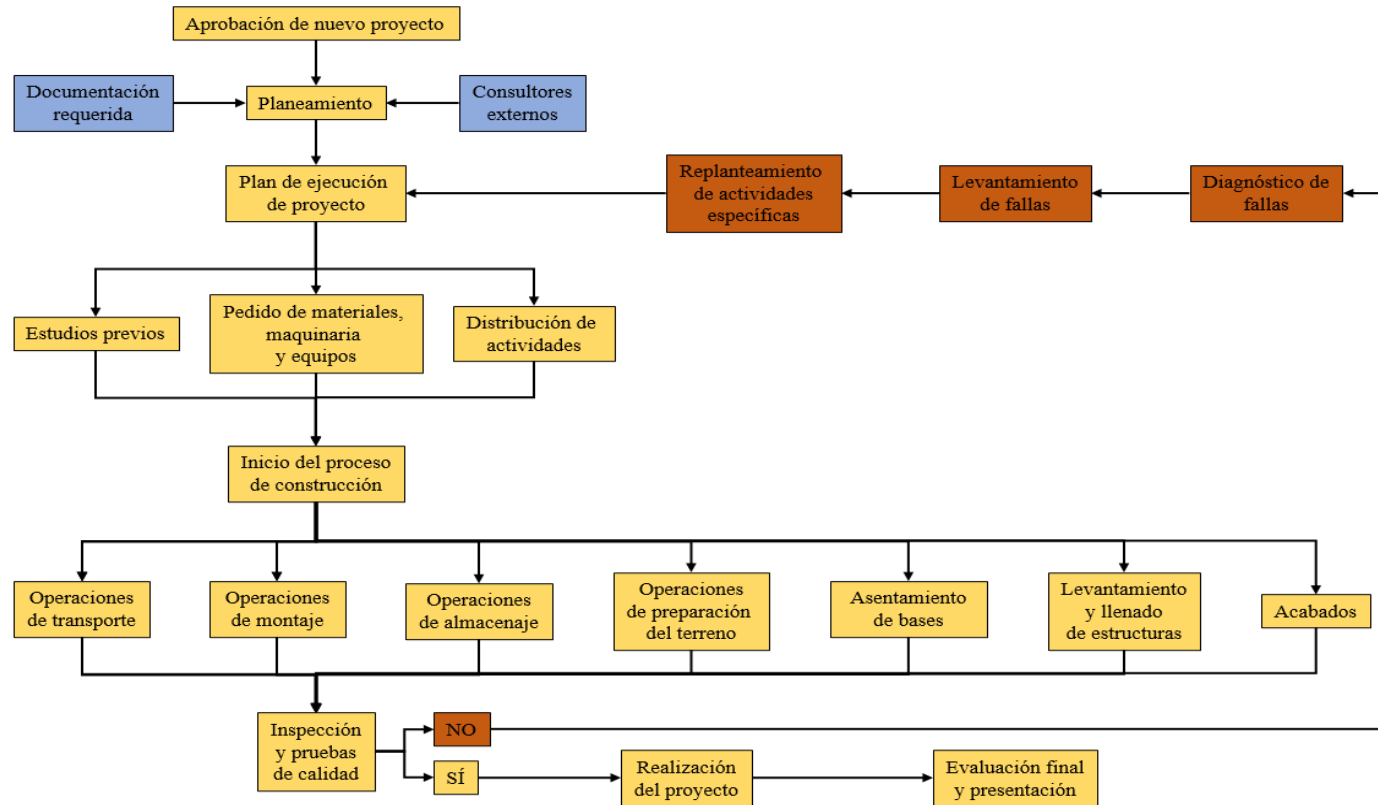 Aprobación de nuevo proyecto
Documentación
requerida
Planeamiento
Consultores
externos
Plan de ejecución
de proyecto
Replanteamiento
de actividades
específicas
Levantamiento
de fallas
Diagnóstico de
fallas
Estudios previos
Pedido de materiales,
maquinaria
y equipos
Distribución de
actividades
Inicio del proceso
de construcción
Operaciones
de transporte
Operaciones
de montaje
Operaciones
de almacenaje
Operaciones
de preparación
del terreno
Asentamiento
de bases
Levantamiento
y llenado
de estructuras
Acabados
Inspección
y pruebas
de calidad
NO
SÍ
Realización
del proyecto
Evaluación final
y presentación